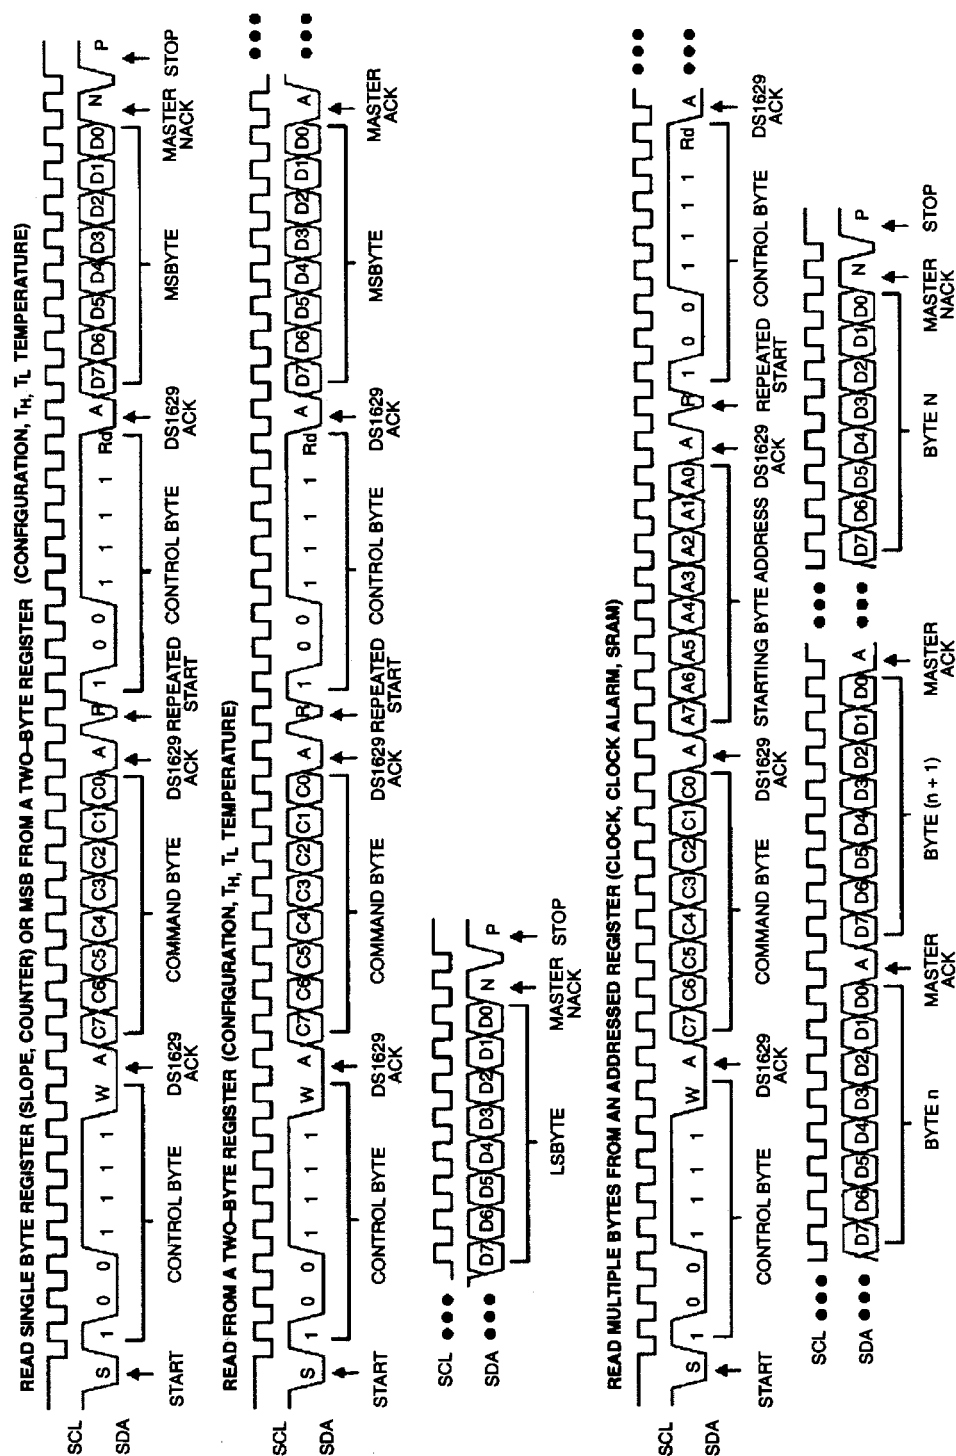 READ SINGLE BYTE REGISTER (SLOPE, COUNTER) OR MSB FROM A TWO–BYTE REGISTER (CONFIGURATION, TH, TL TEMPERATURE)
SCL
SDA
S 1 0 0 1 1 1 1 W A C7 C6 C5 C4 C3 C2 C1 C0 A R 1 0 0 1 1 1 1 Rd A D7 D6 D5 D4 D3 D2 D1 D0 N P
START CONTROL BYTE DS1629 ACK COMMAND BYTE DS1629 ACK REPEATED START CONTROL BYTE DS1629 ACK MSBYTE MASTER NACK STOP
READ FROM A TWO–BYTE REGISTER (CONFIGURATION, TH, TL TEMPERATURE)
SCL
SDA
S 1 0 0 1 1 1 1 W A C7 C6 C5 C4 C3 C2 C1 C0 A R 1 0 0 1 1 1 1 Rd A D7 D6 D5 D4 D3 D2 D1 D0 A
START CONTROL BYTE DS1629 ACK COMMAND BYTE DS1629 ACK REPEATED START CONTROL BYTE DS1629 ACK MSBYTE MASTER ACK
SCL
SDA
D7 D6 D5 D4 D3 D2 D1 D0 N P
LSBYTE MASTER NACK STOP
READ MULTIPLE BYTES FROM AN ADDRESSED REGISTER (CLOCK, CLOCK ALARM, SRAM)
SCL
SDA
S 1 0 0 1 1 1 1 W A C7 C6 C5 C4 C3 C2 C1 C0 A A7 A6 A5 A4 A3 A2 A1 A0 A R 1 0 0 1 1 1 1 Rd A
START CONTROL BYTE DS1629 ACK COMMAND BYTE DS1629 ACK STARTING BYTE ADDRESS DS1629 ACK REPEATED START CONTROL BYTE DS1629 ACK
SCL
SDA
D7 D6 D5 D4 D3 D2 D1 D0 A D7 D6 D5 D4 D3 D2 D1 D0 A D7 D6 D5 D4 D3 D2 D1 D0 N P
BYTE n MASTER ACK BYTE (n + 1) MASTER ACK BYTE N MASTER NACK STOP